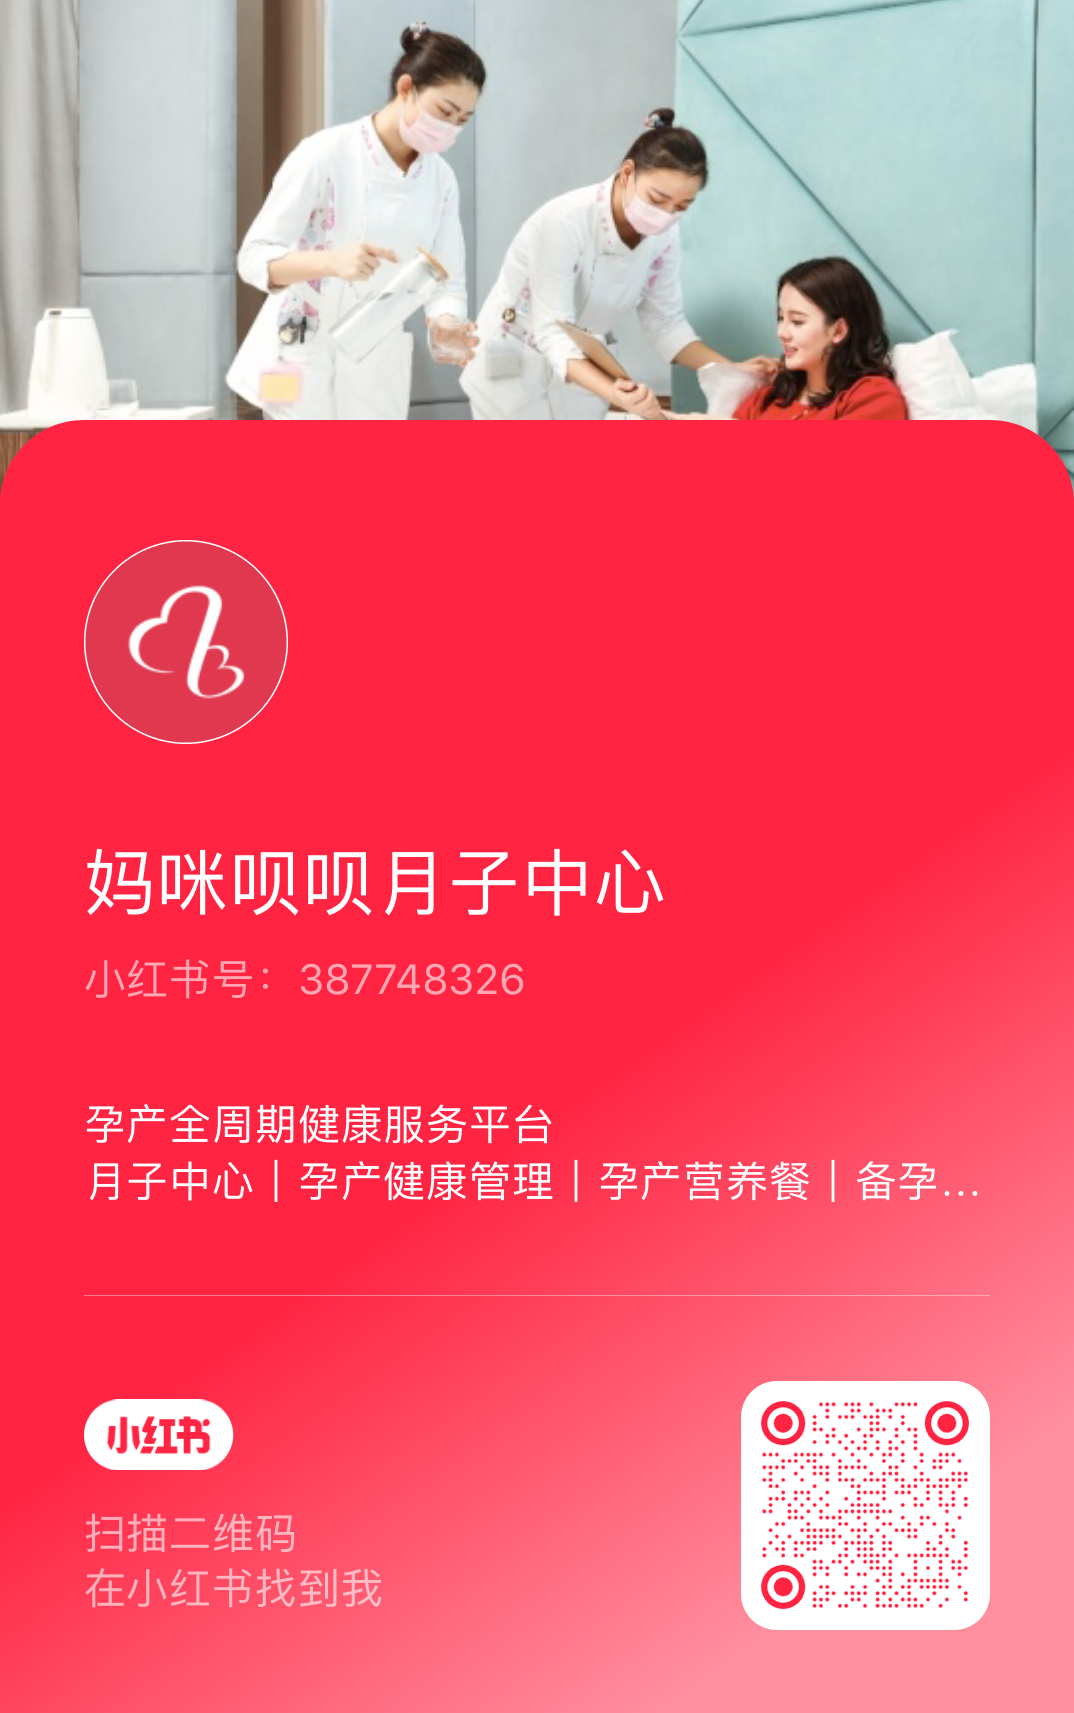 妈咪呗呗月子中心
小红书号：387748326
孕产全周期健康服务平台
月子中心｜孕产健康管理｜孕产营养餐｜备孕...
小红书
扫描二维码
在小红书找到我